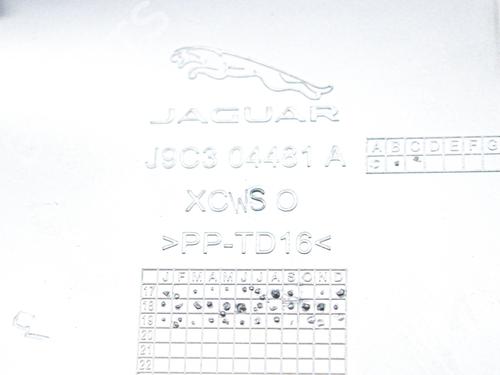 JAGUAR
J9C3 04481 A
A B C D E F G
XCWS O
>PP-TD16<
J F M A M J J A S O N D
17
18
19
20
21
22